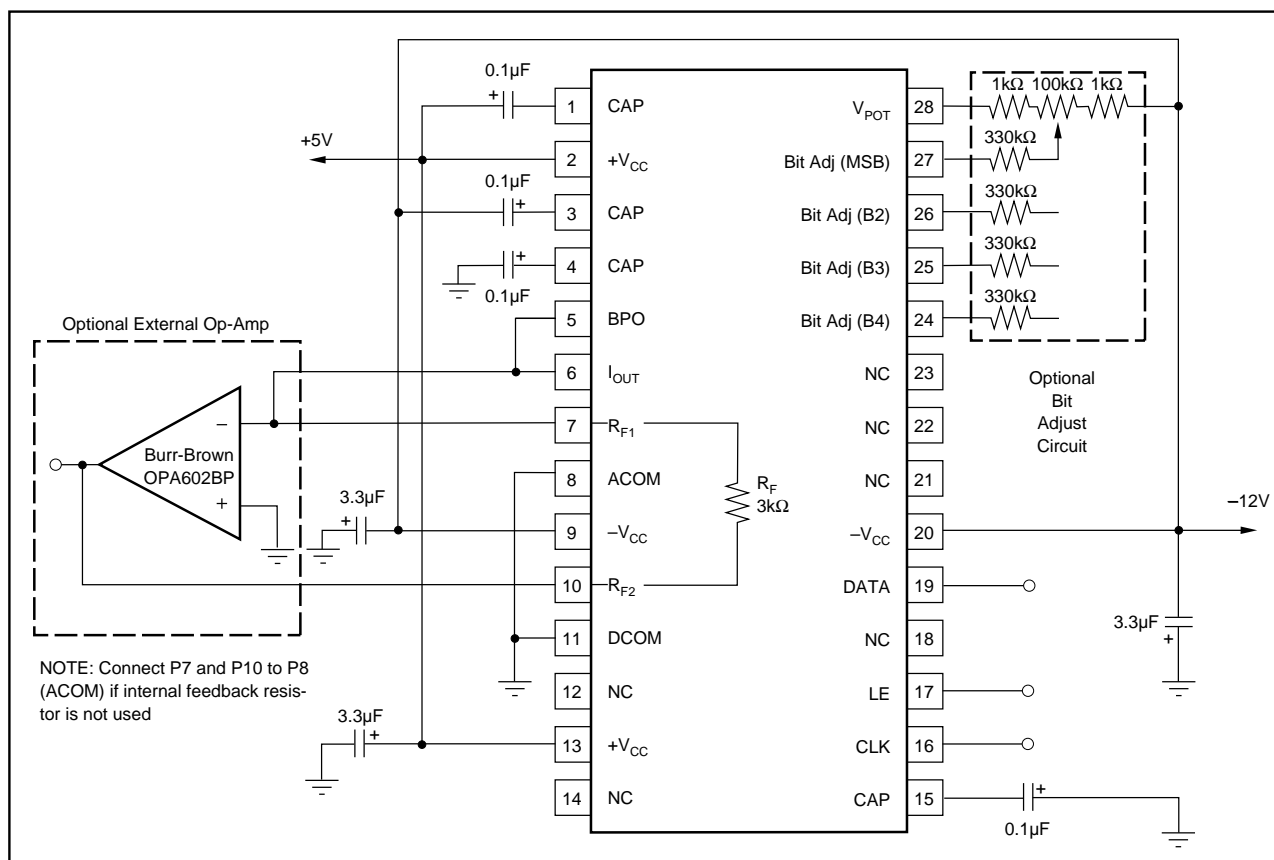 0.1µF
+
1
CAP
+5V
2
+V_CC
0.1µF
+
3
CAP
+
4
CAP
0.1µF
5
BPO
6
I_OUT
7
R_F1
8
ACOM
3.3µF
+
9
–V_CC
10
R_F2
11
DCOM
12
NC
3.3µF
+
13
+V_CC
14
NC
R_F
3kΩ
1kΩ 100kΩ 1kΩ
V_POT
28
330kΩ
Bit Adj (MSB)
27
330kΩ
Bit Adj (B2)
26
330kΩ
Bit Adj (B3)
25
330kΩ
Bit Adj (B4)
24
NC
23
NC
22
NC
21
–V_CC
20
DATA
19
NC
18
LE
17
CLK
16
CAP
15
+
0.1µF
Optional
Bit
Adjust
Circuit
–12V
3.3µF
+
Optional External Op-Amp
–
Burr-Brown
OPA602BP
+
NOTE: Connect P7 and P10 to P8
(ACOM) if internal feedback resis-
tor is not used